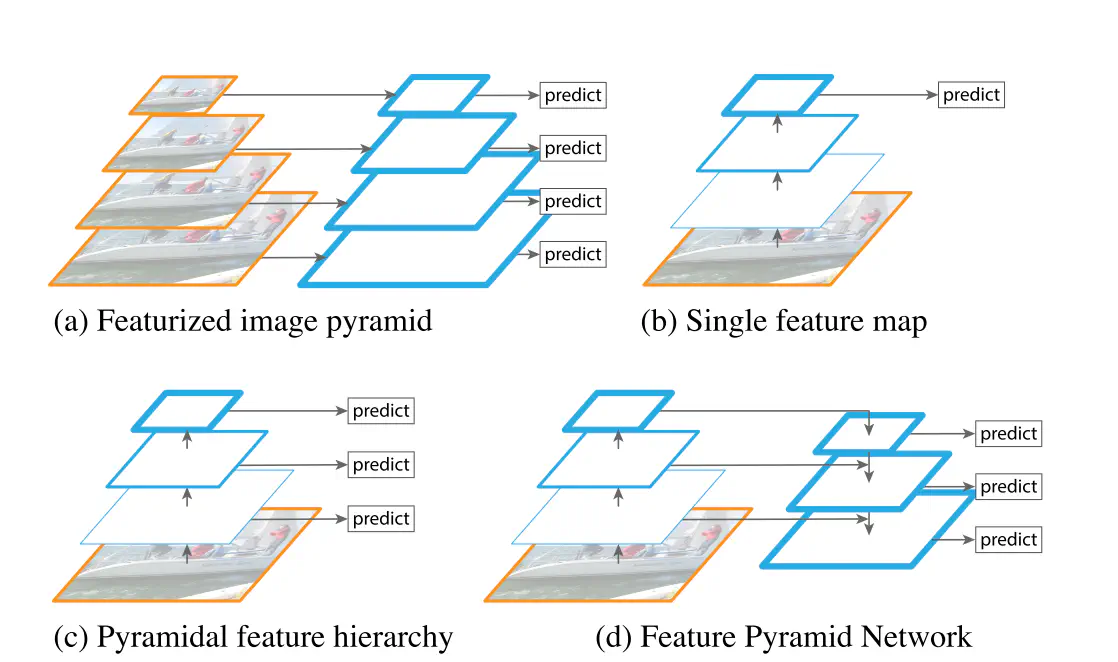 predict
predict
predict
predict
(a) Featurized image pyramid
predict
(b) Single feature map
predict
predict
predict
(c) Pyramidal feature hierarchy
predict
predict
predict
(d) Feature Pyramid Network